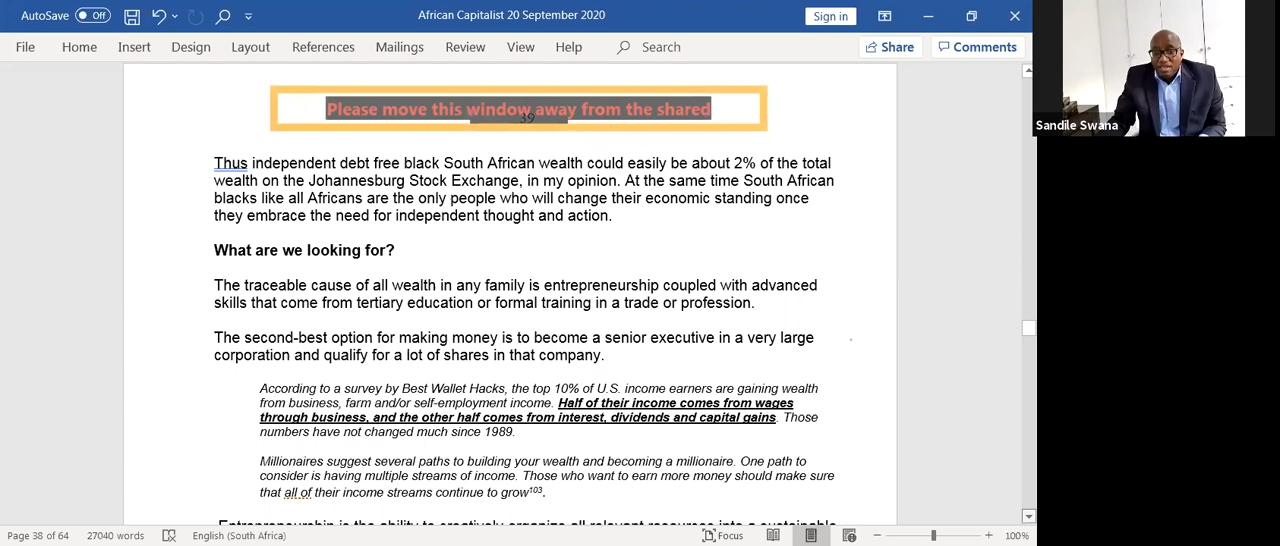 AutoSave Off African Capitalist 20 September 2020 Sign in
File Home Insert Design Layout References Mailings Review View Help Search Share Comments
Please move this window away from the shared
39
Thus independent debt free black South African wealth could easily be about 2% of the total
wealth on the Johannesburg Stock Exchange, in my opinion. At the same time South African
blacks like all Africans are the only people who will change their economic standing once
they embrace the need for independent thought and action.
What are we looking for?
The traceable cause of all wealth in any family is entrepreneurship coupled with advanced
skills that come from tertiary education or formal training in a trade or profession.
The second-best option for making money is to become a senior executive in a very large
corporation and qualify for a lot of shares in that company.
According to a survey by Best Wallet Hacks, the top 10% of U.S. income earners are gaining wealth
from business, farm and/or self-employment income. Half of their income comes from wages
through business, and the other half comes from interest, dividends and capital gains. Those
numbers have not changed much since 1989.
Millionaires suggest several paths to building your wealth and becoming a millionaire. One path to
consider is having multiple streams of income. Those who want to earn more money should make sure
that all of their income streams continue to grow103.
Entrepreneurship is the ability to creatively organize all relevant resources into a sustainable
Page 38 of 64 27040 words English (South Africa) Focus 100%
Sandile Swana